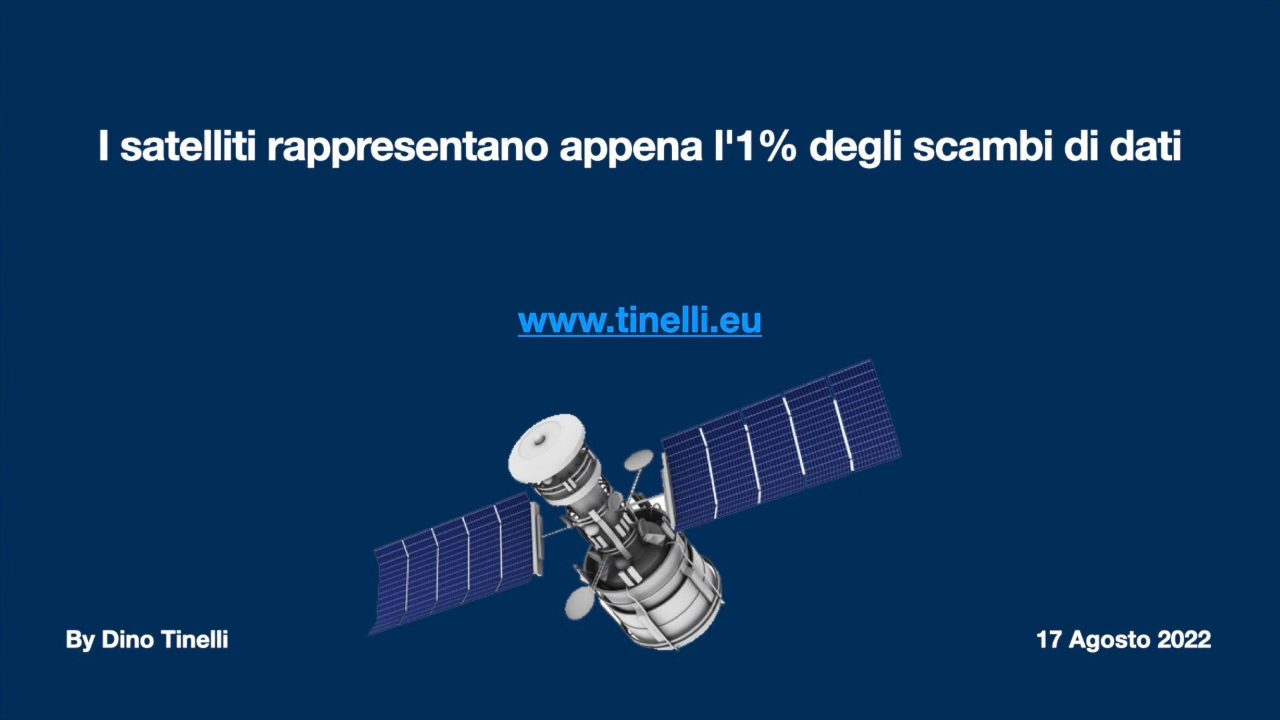 I satelliti rappresentano appena l'1% degli scambi di dati
www.tinelli.eu
By Dino Tinelli
17 Agosto 2022